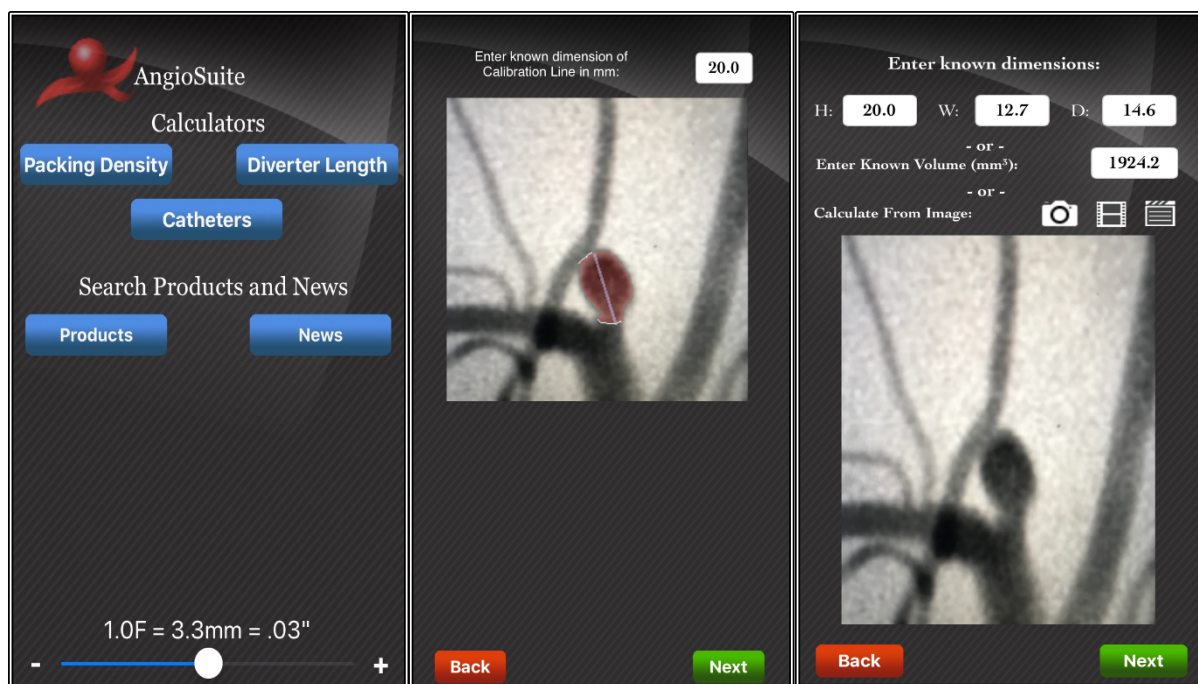 AngioSuite
Calculators
Packing Density
Diverter Length
Catheters
Search Products and News
Products
News
1.0F = 3.3mm = .03"
- +
Enter known dimension of
Calibration Line in mm:
20.0
Back
Next
Enter known dimensions:
H: 20.0 W: 12.7 D: 14.6
- or -
Enter Known Volume (mm³): 1924.2
- or -
Calculate From Image:
Back
Next